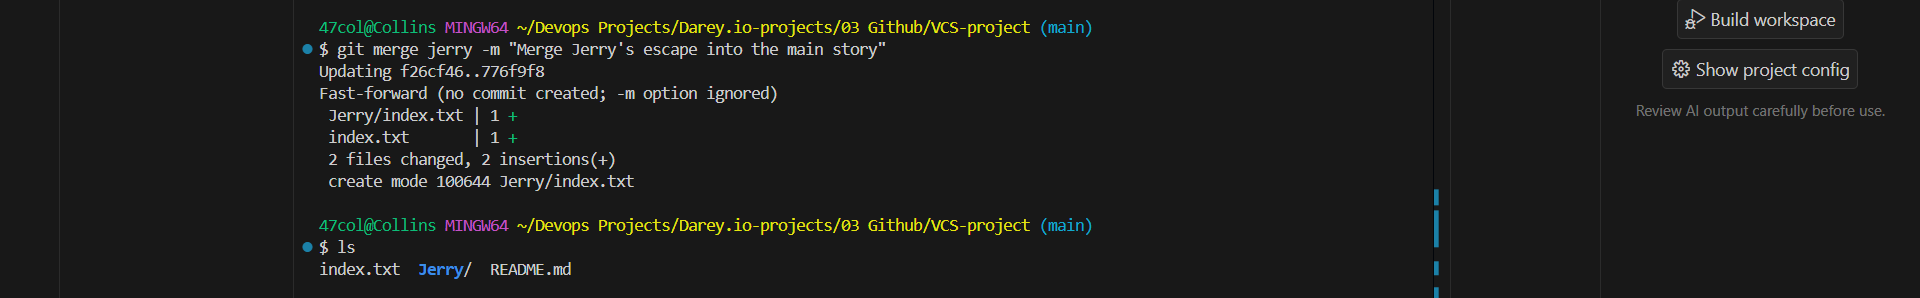 47col@Collins MINGW64 ~/Devops Projects/Darey.io-projects/03 Github/VCS-project (main)
$ git merge jerry -m "Merge Jerry's escape into the main story"
Updating f26cf46..776f9f8
Fast-forward (no commit created; -m option ignored)
 Jerry/index.txt | 1 +
 index.txt       | 1 +
 2 files changed, 2 insertions(+)
 create mode 100644 Jerry/index.txt

47col@Collins MINGW64 ~/Devops Projects/Darey.io-projects/03 Github/VCS-project (main)
$ ls
index.txt  Jerry/  README.md
Build workspace
Show project config
Review AI output carefully before use.